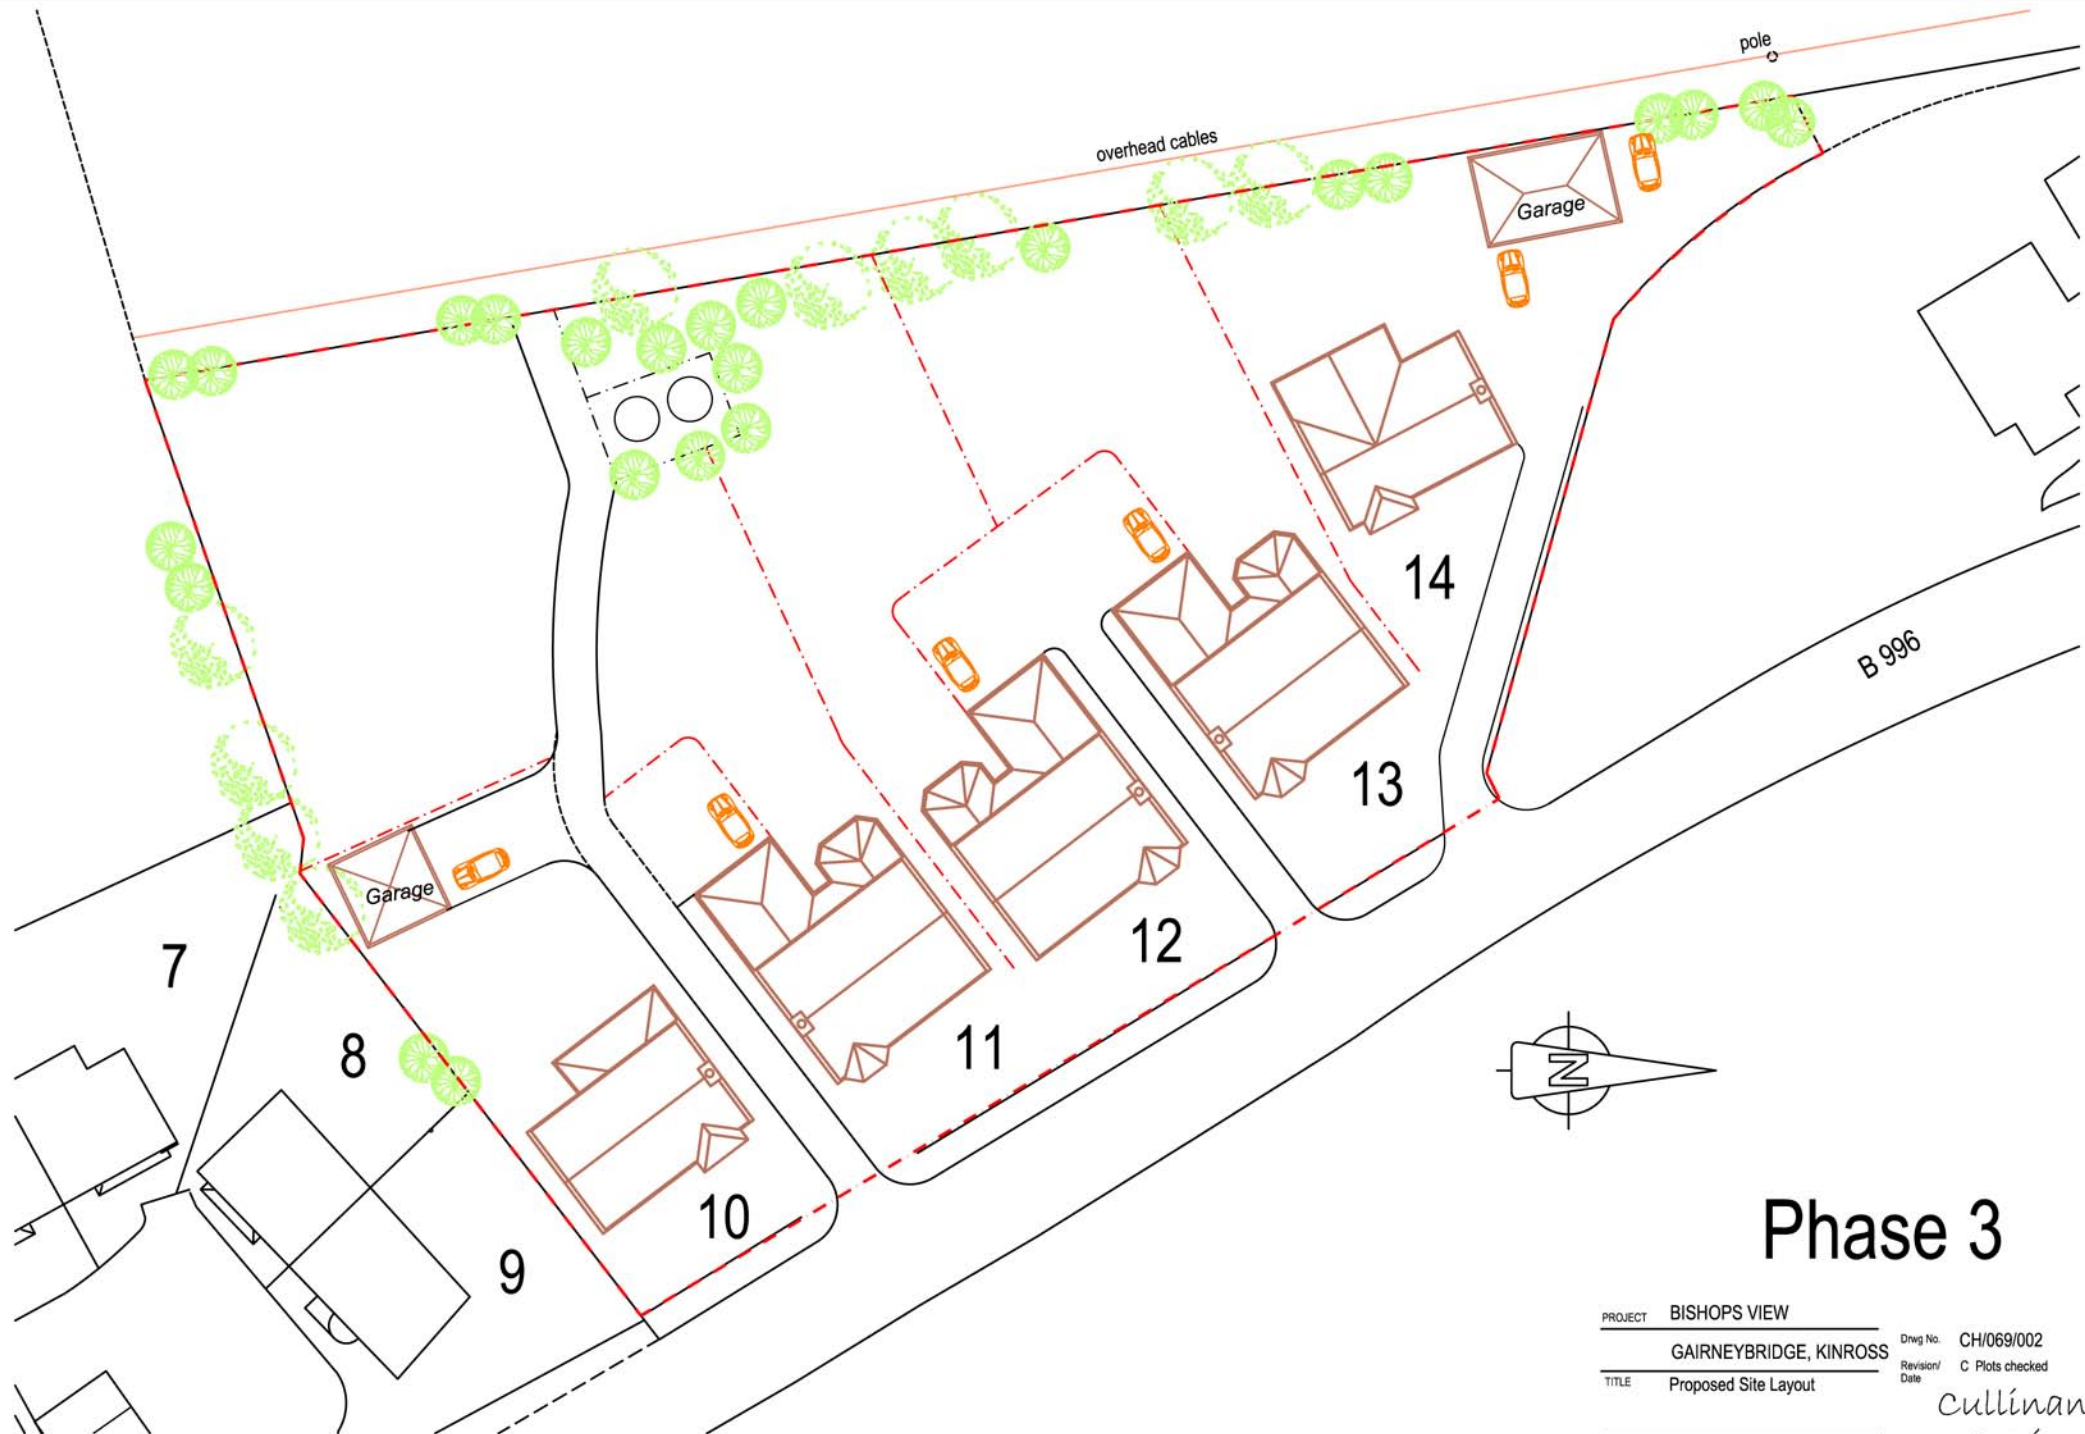 pole
overhead cables
Garage
14
B 996
13
Garage
12
7
11
8
N
10
Phase 3
9
PROJECT BISHOPS VIEW
GAIRNEYBRIDGE, KINROSS
Drwg No. CH/069/002
Revision/ Date C Plots checked
TITLE Proposed Site Layout
Cullinan